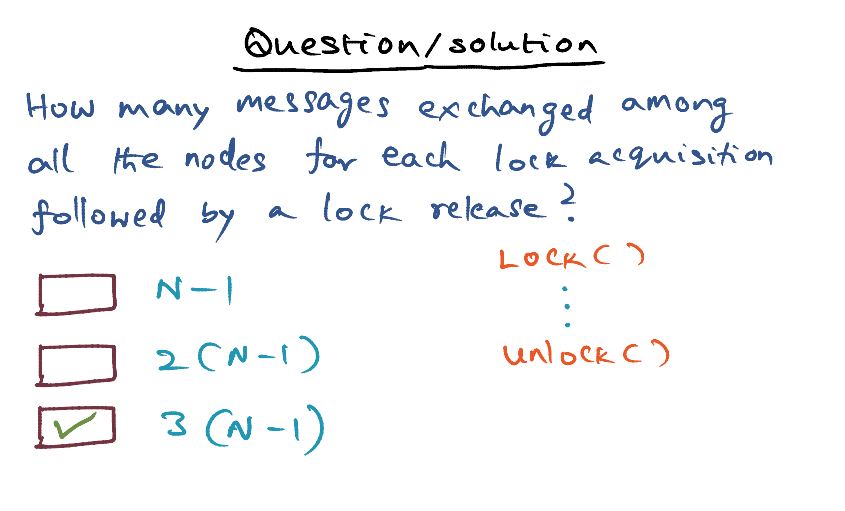 Question/solution
How many messages exchanged among
all the nodes for each lock acquisition
followed by a lock release?
LOCK()
N-1
2(N-1)
UNLOCK()
3(N-1)